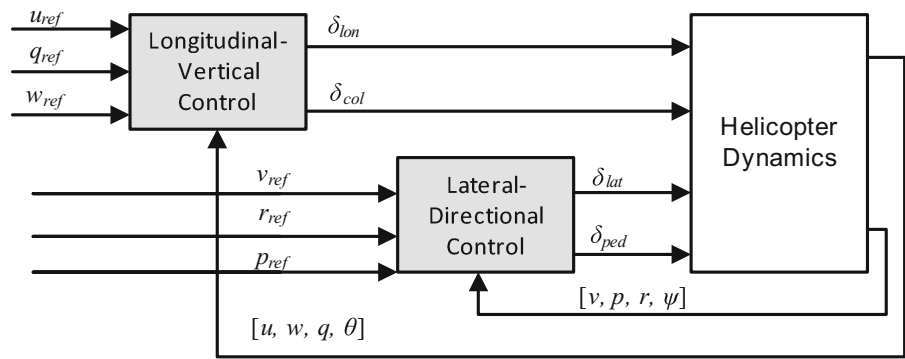 u_ref
q_ref
w_ref
Longitudinal-
Vertical
Control
δ_lon
δ_col
Helicopter
Dynamics
v_ref
r_ref
p_ref
Lateral-
Directional
Control
δ_lat
δ_ped
[v, p, r, ψ]
[u, w, q, θ]